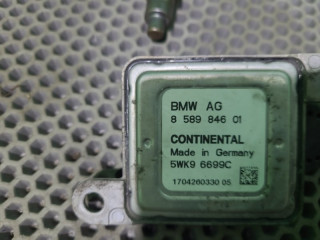 BMW AG
8 589 846 01
CONTINENTAL
Made in Germany
5WK9 6699C
1704260330 05